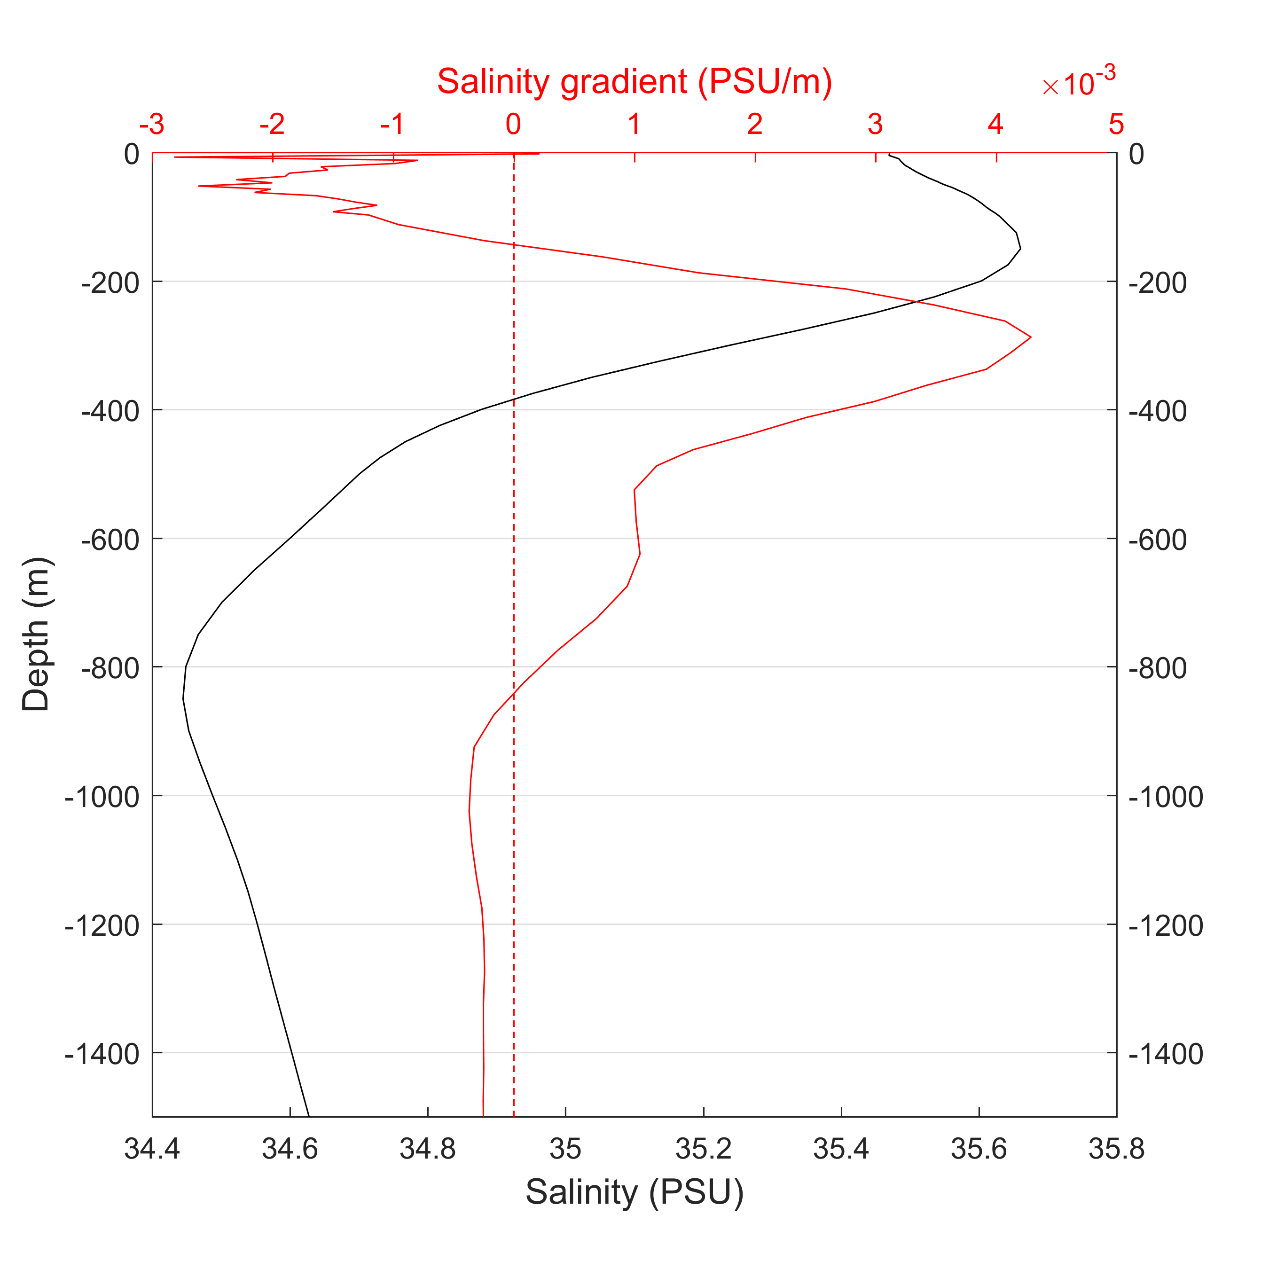 Salinity gradient (PSU/m)
×10-3
-3 -2 -1 0 1 2 3 4 5
0 0
-200 -200
-400 -400
-600 -600
-800 -800
-1000 -1000
-1200 -1200
-1400 -1400
Depth (m)
34.4 34.6 34.8 35 35.2 35.4 35.6 35.8
Salinity (PSU)